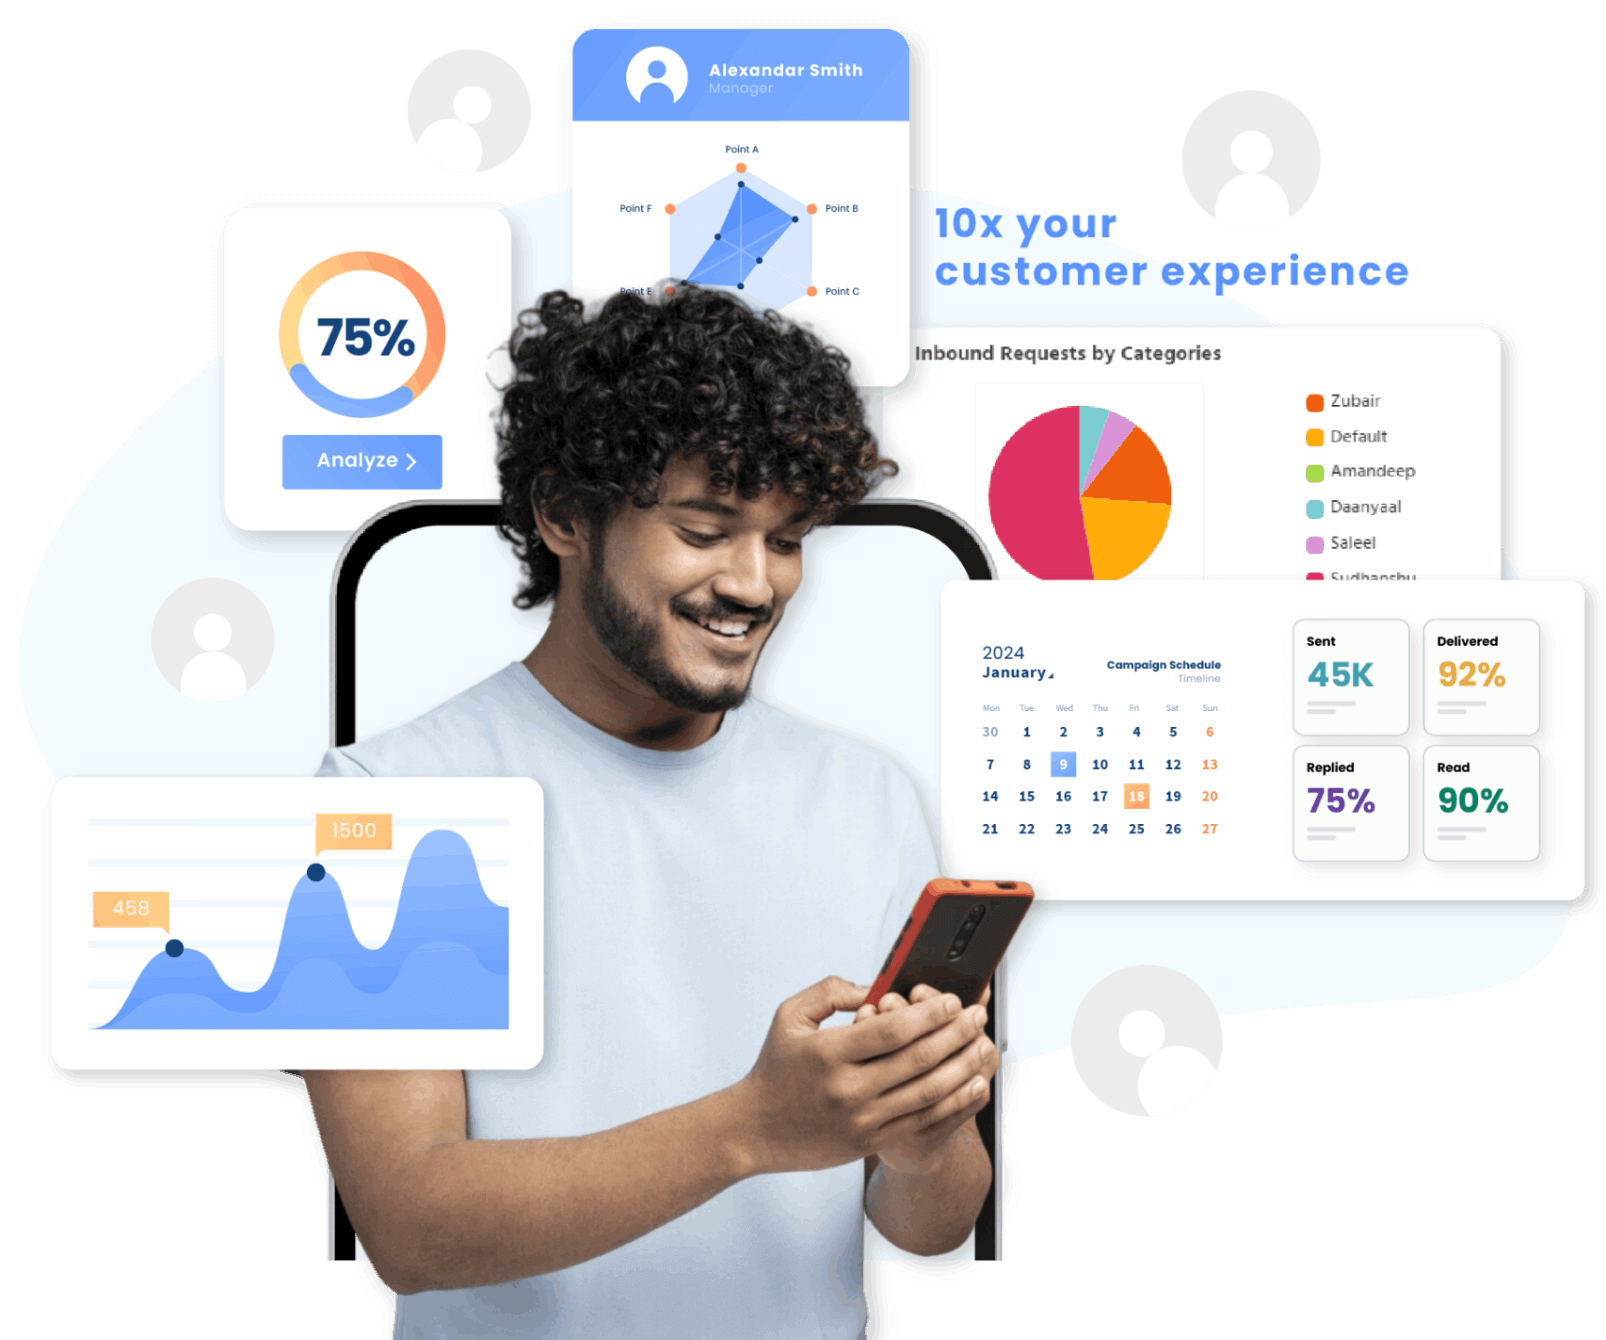 Alexandar Smith
Manager
Point A
Point F
Point B
Point E
Point C
10x your
customer experience
75%
Analyze
Inbound Requests by Categories
Zubair
Default
Amandeep
Daanyaal
Saleel
Sudhanshu
2024
January
Campaign Schedule
Timeline
Mon Tue Wed Thu Fri Sat Sun
30 1 2 3 4 5 6
7 8 9 10 11 12 13
14 15 16 17 18 19 20
21 22 23 24 25 26 27
Sent
45K
Delivered
92%
Replied
75%
Read
90%
1500
458